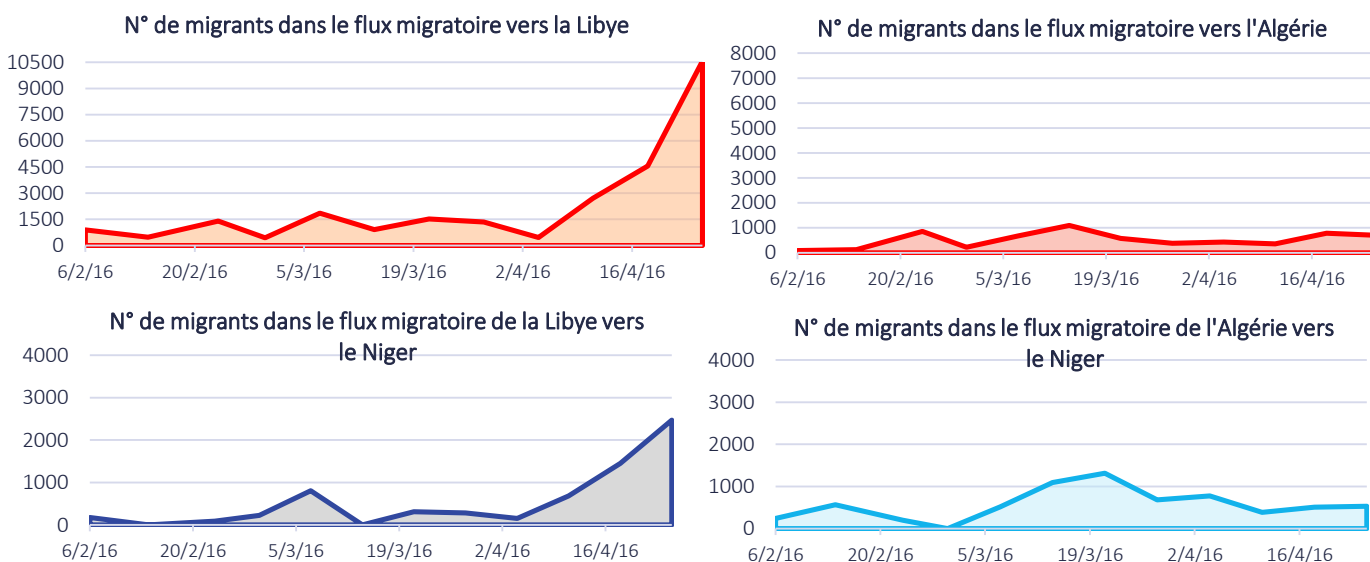 N° de migrants dans le flux migratoire vers la Libye
10500
9000
7500
6000
4500
3000
1500
0
6/2/16 20/2/16 5/3/16 19/3/16 2/4/16 16/4/16
N° de migrants dans le flux migratoire vers l'Algérie
8000
7000
6000
5000
4000
3000
2000
1000
0
6/2/16 20/2/16 5/3/16 19/3/16 2/4/16 16/4/16
N° de migrants dans le flux migratoire de la Libye vers
le Niger
4000
3000
2000
1000
0
6/2/16 20/2/16 5/3/16 19/3/16 2/4/16 16/4/16
N° de migrants dans le flux migratoire de l'Algérie vers
le Niger
4000
3000
2000
1000
0
6/2/16 20/2/16 5/3/16 19/3/16 2/4/16 16/4/16